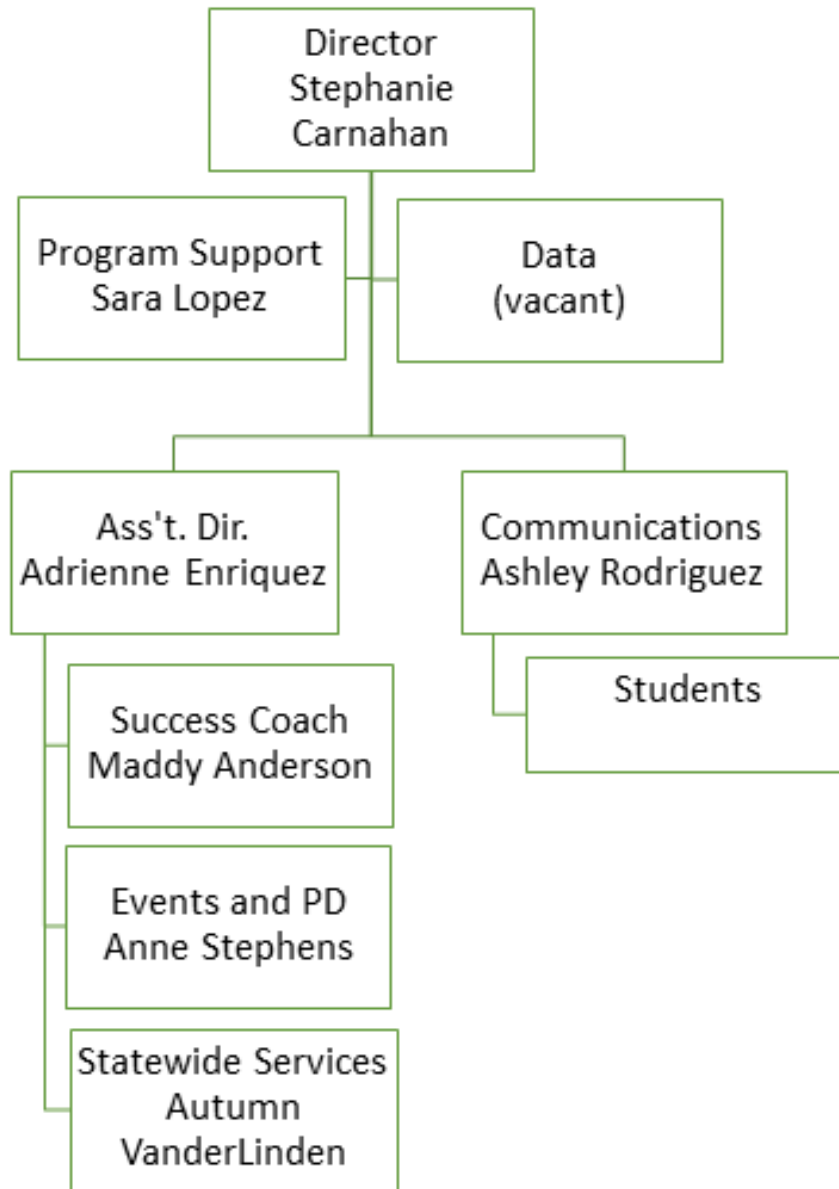 Director
Stephanie
Carnahan
Program Support
Sara Lopez
Data
(vacant)
Ass't. Dir.
Adrienne Enriquez
Communications
Ashley Rodriguez
Success Coach
Maddy Anderson
Events and PD
Anne Stephens
Statewide Services
Autumn
VanderLinden
Students